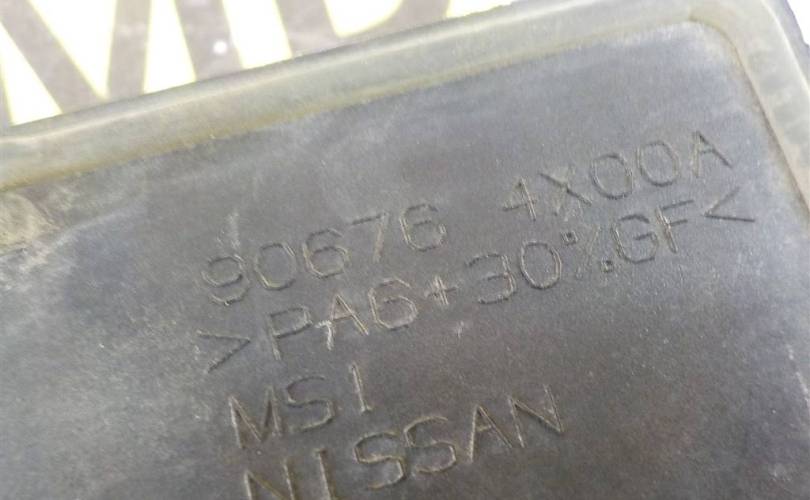 90676 4X00A
>PA6+30%GF<
MS1
NISSAN